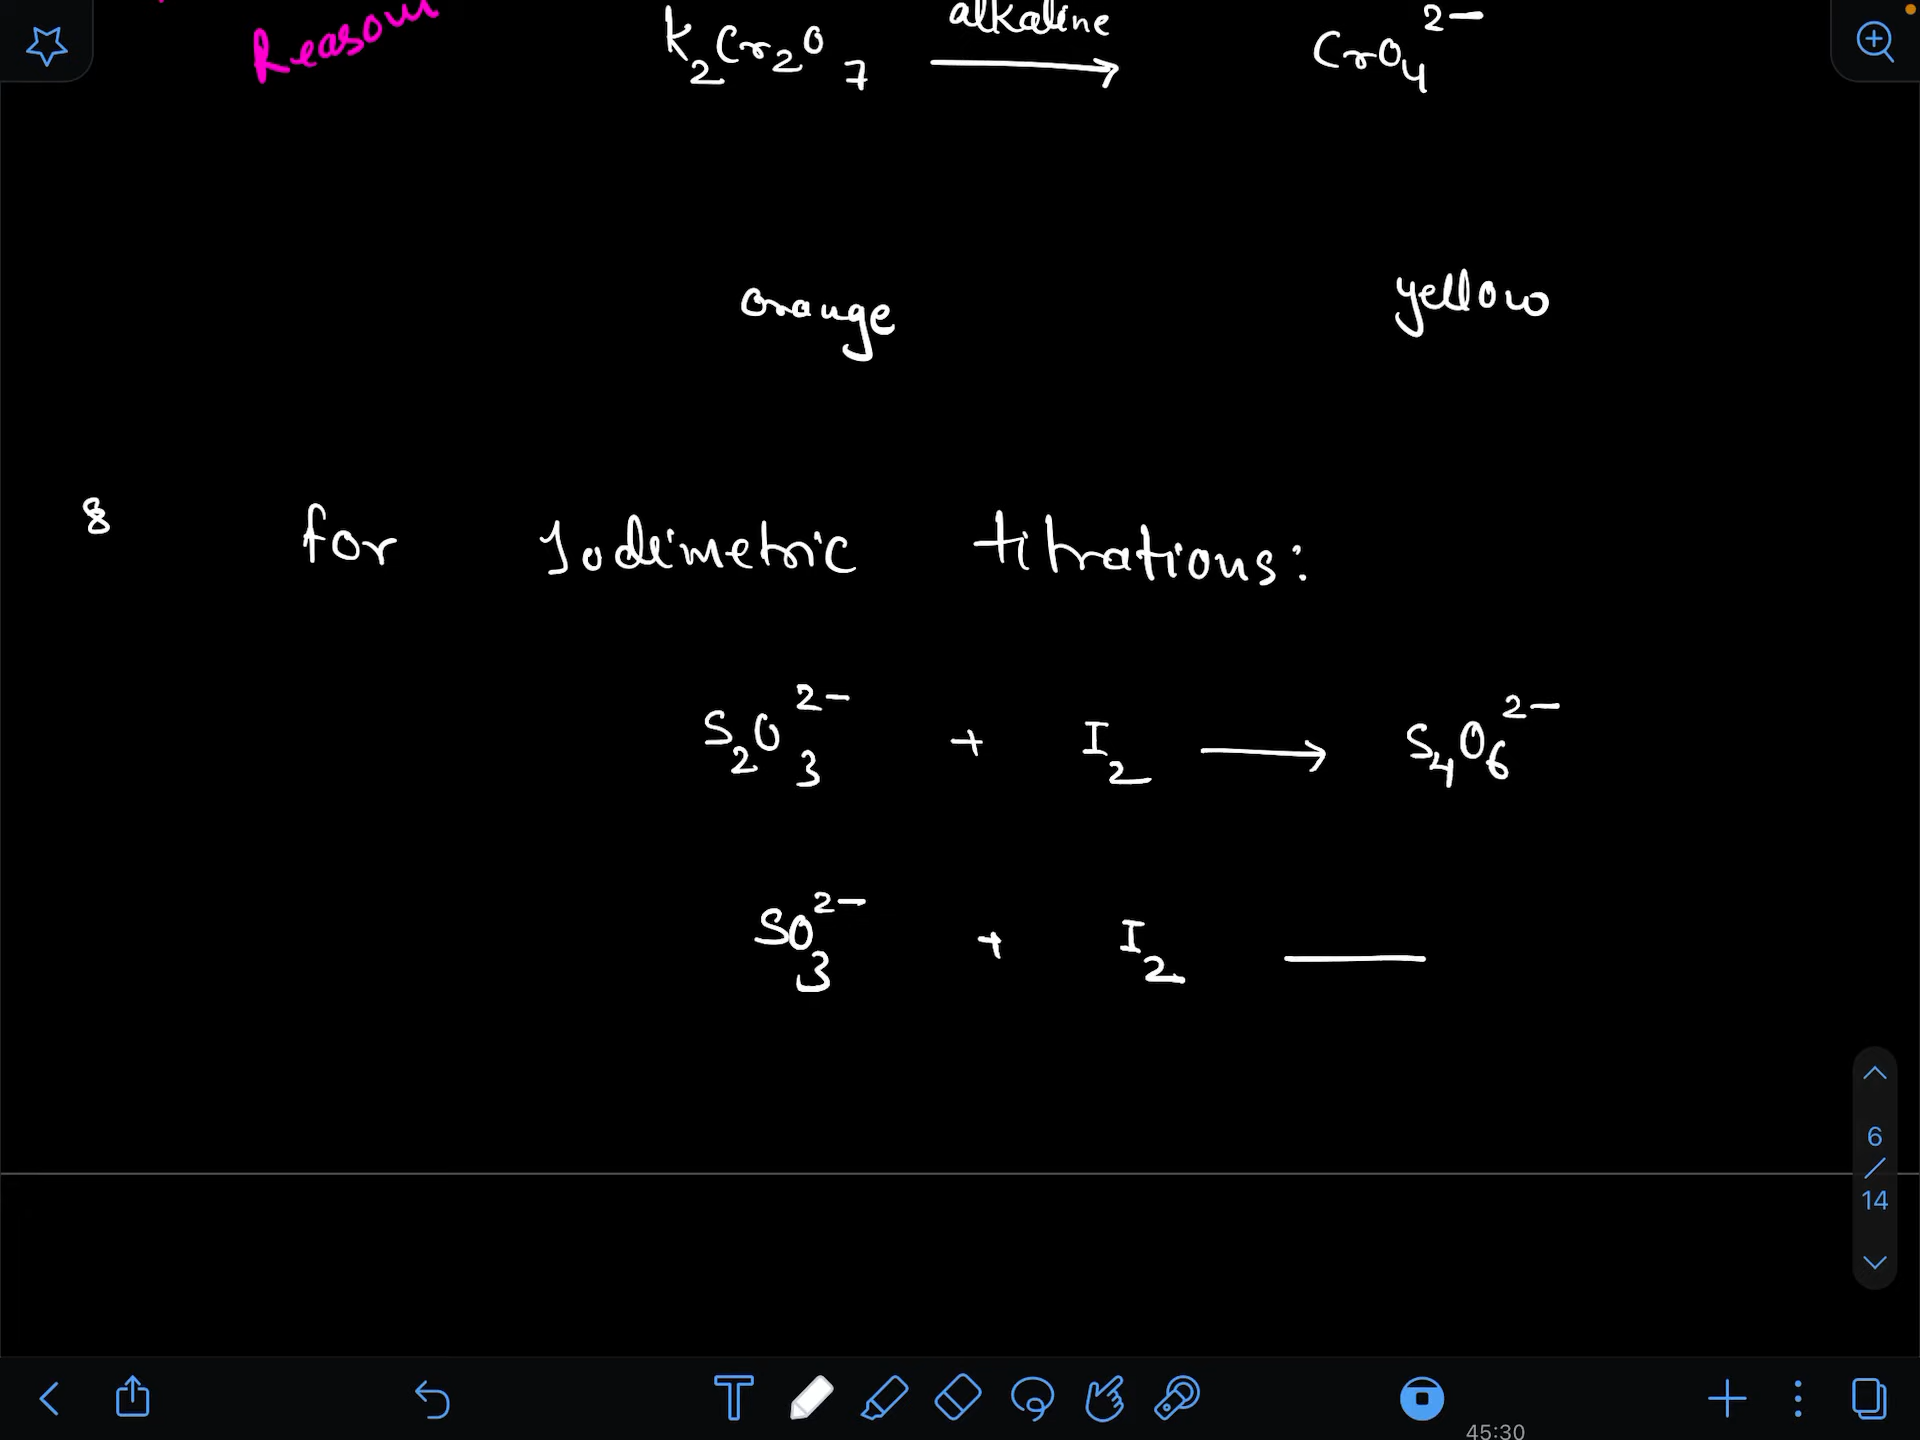 Reason
K2Cr2O7 alkaline → CrO4 2−
orange yellow
8 for Iodimetric titrations:
S2O3 2− + I2 → S4O6 2−
SO3 2− + I2 —
6
/
14
T
45:30